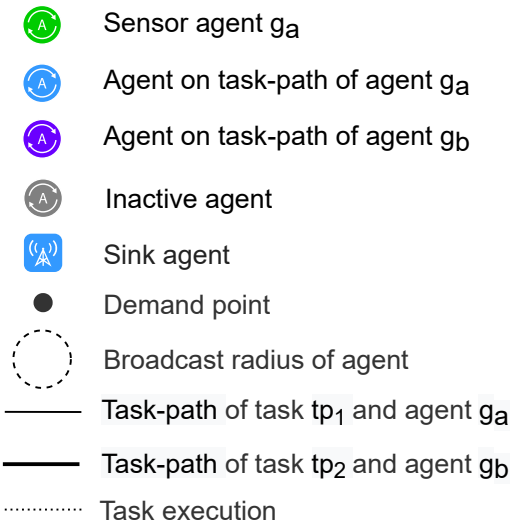 A Sensor agent gₐ
A Agent on task-path of agent gₐ
A Agent on task-path of agent g_b
A Inactive agent
Sink agent
Demand point
Broadcast radius of agent
Task-path of task tp₁ and agent gₐ
Task-path of task tp₂ and agent g_b
Task execution